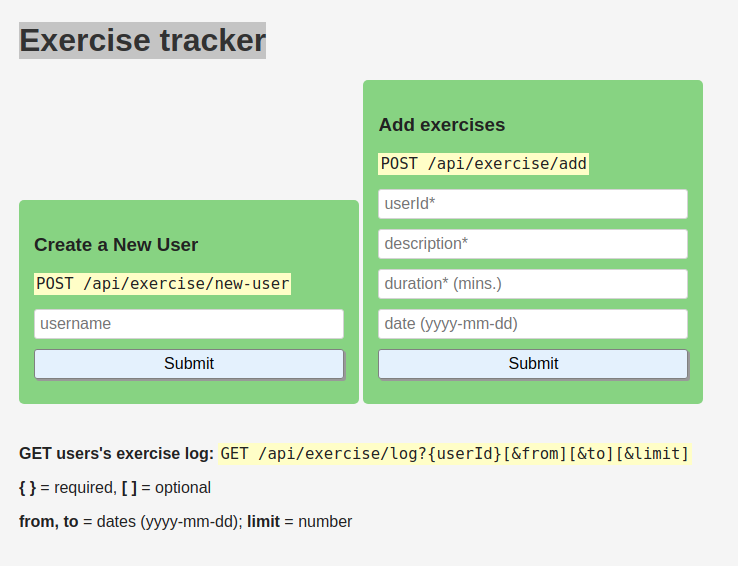 Exercise tracker
Create a New User
POST /api/exercise/new-user
username
Submit
Add exercises
POST /api/exercise/add
userId*
description*
duration* (mins.)
date (yyyy-mm-dd)
Submit
GET users's exercise log: GET /api/exercise/log?{userId}[&from][&to][&limit]
{ } = required, [ ] = optional
from, to = dates (yyyy-mm-dd); limit = number